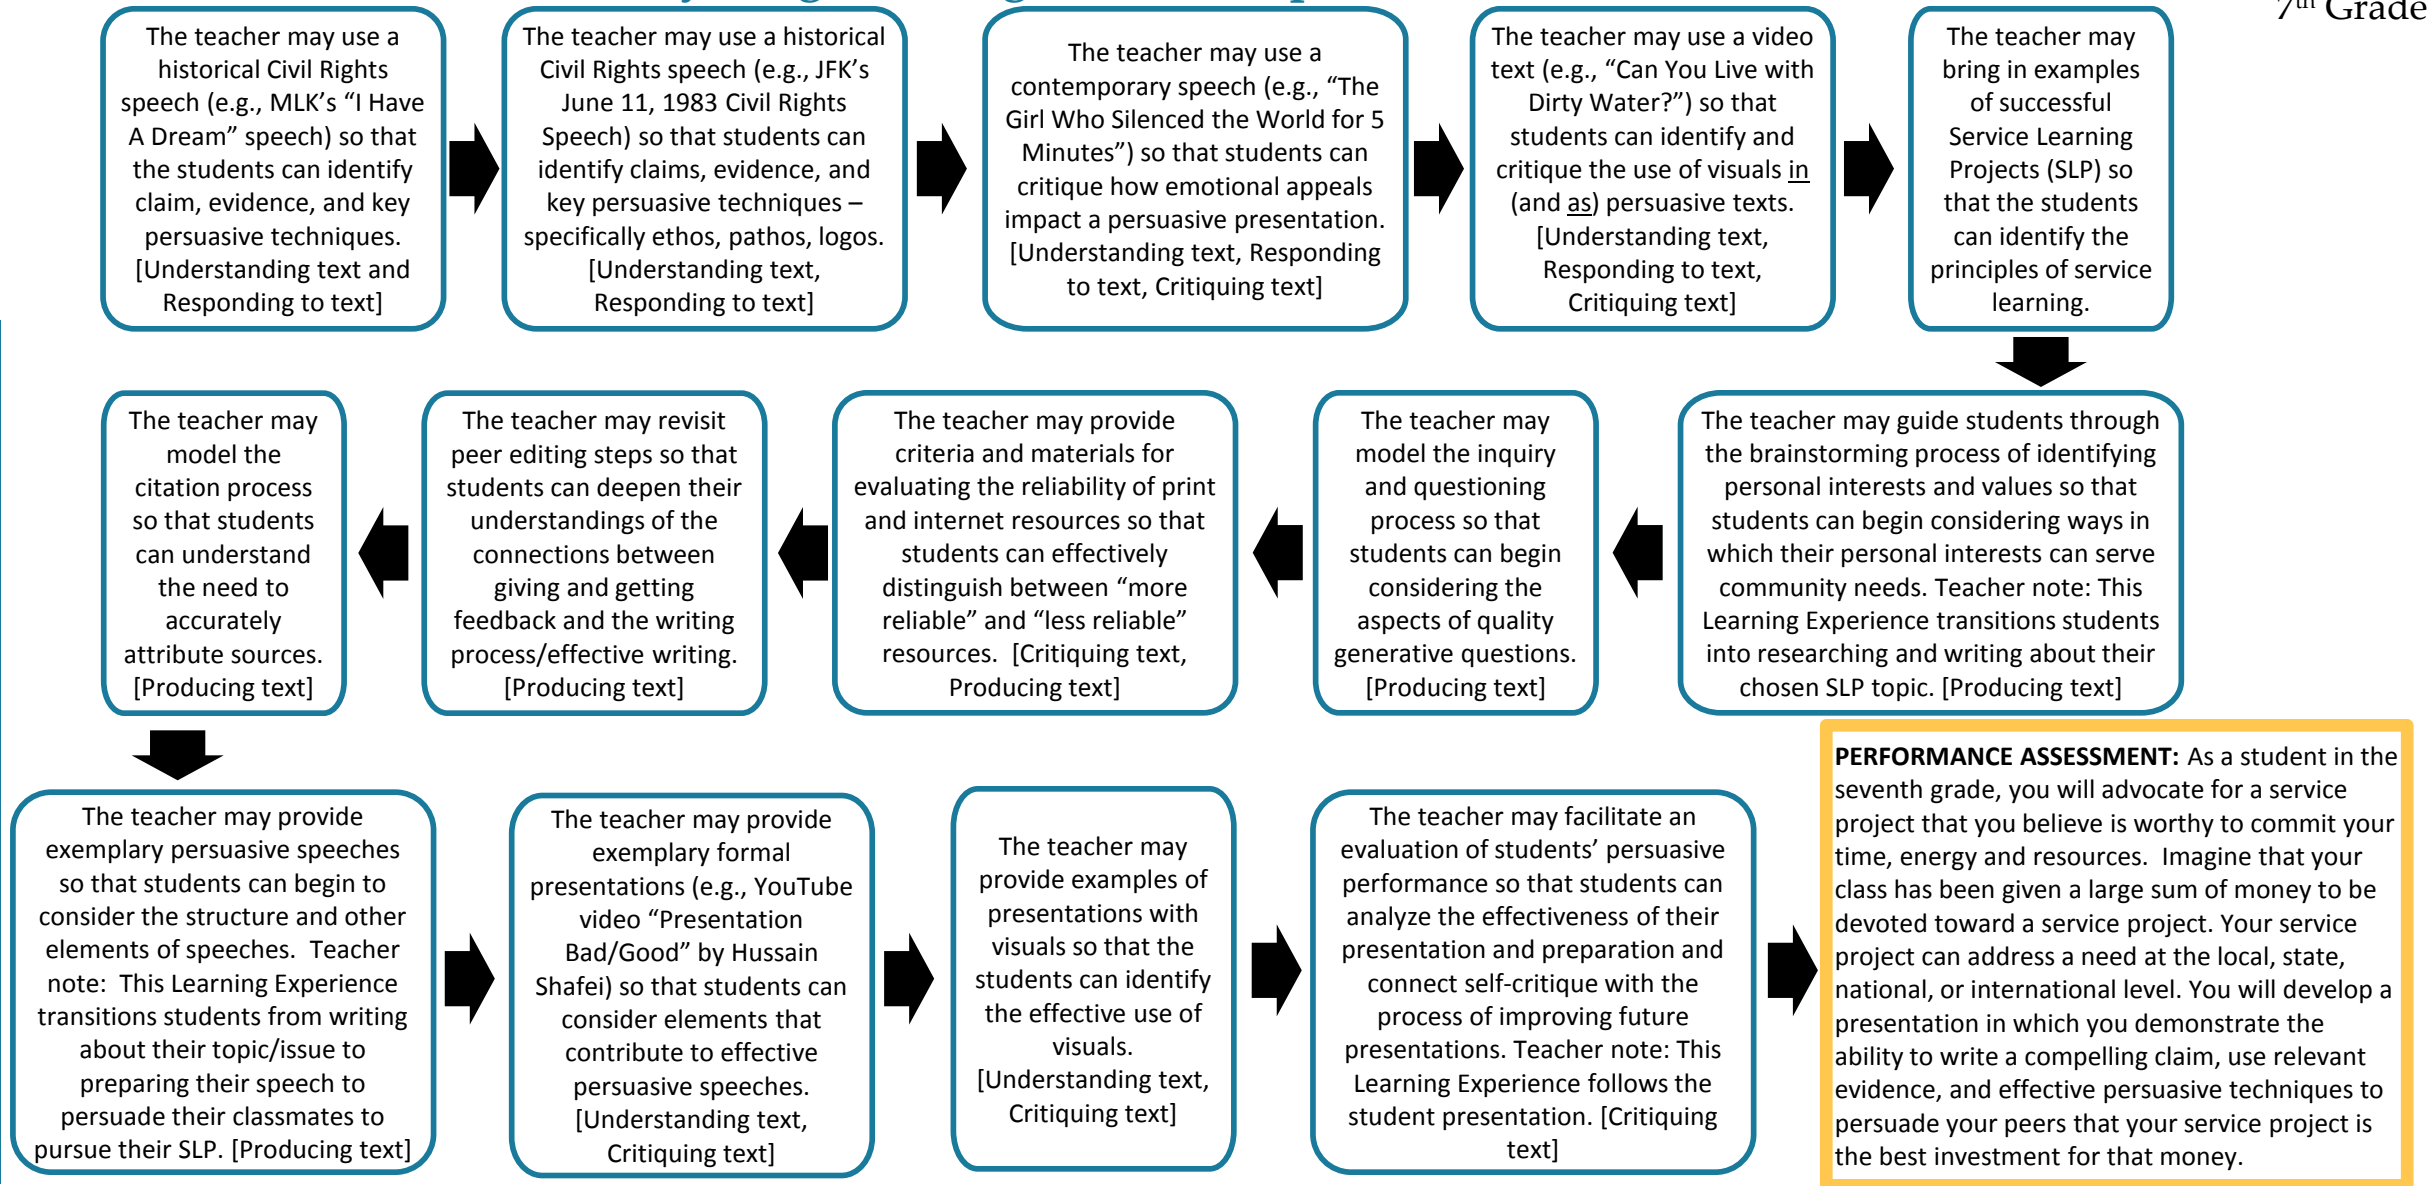 7th Grade
The teacher may use a
historical Civil Rights
speech (e.g., MLK's “I Have
A Dream” speech) so that
the students can identify
claim, evidence, and key
persuasive techniques.
[Understanding text and
Responding to text]
The teacher may use a historical
Civil Rights speech (e.g., JFK's
June 11, 1983 Civil Rights
Speech) so that students can
identify claims, evidence, and
key persuasive techniques –
specifically ethos, pathos, logos.
[Understanding text,
Responding to text]
The teacher may use a
contemporary speech (e.g., “The
Girl Who Silenced the World for 5
Minutes”) so that students can
critique how emotional appeals
impact a persuasive presentation.
[Understanding text, Responding
to text, Critiquing text]
The teacher may use a video
text (e.g., “Can You Live with
Dirty Water?”) so that
students can identify and
critique the use of visuals in
(and as) persuasive texts.
[Understanding text,
Responding to text,
Critiquing text]
The teacher may
bring in examples
of successful
Service Learning
Projects (SLP) so
that the students
can identify the
principles of service
learning.
The teacher may guide students through
the brainstorming process of identifying
personal interests and values so that
students can begin considering ways in
which their personal interests can serve
community needs. Teacher note: This
Learning Experience transitions students
into researching and writing about their
chosen SLP topic. [Producing text]
The teacher may
model the inquiry
and questioning
process so that
students can begin
considering the
aspects of quality
generative questions.
[Producing text]
The teacher may provide
criteria and materials for
evaluating the reliability of print
and internet resources so that
students can effectively
distinguish between “more
reliable” and “less reliable”
resources. [Critiquing text,
Producing text]
The teacher may revisit
peer editing steps so that
students can deepen their
understandings of the
connections between
giving and getting
feedback and the writing
process/effective writing.
[Producing text]
The teacher may
model the
citation process
so that students
can understand
the need to
accurately
attribute sources.
[Producing text]
The teacher may provide
exemplary persuasive speeches
so that students can begin to
consider the structure and other
elements of speeches. Teacher
note: This Learning Experience
transitions students from writing
about their topic/issue to
preparing their speech to
persuade their classmates to
pursue their SLP. [Producing text]
The teacher may provide
exemplary formal
presentations (e.g., YouTube
video “Presentation
Bad/Good” by Hussain
Shafei) so that students can
consider elements that
contribute to effective
persuasive speeches.
[Understanding text,
Critiquing text]
The teacher may
provide examples of
presentations with
visuals so that the
students can identify
the effective use of
visuals.
[Understanding text,
Critiquing text]
The teacher may facilitate an
evaluation of students' persuasive
performance so that students can
analyze the effectiveness of their
presentation and preparation and
connect self-critique with the
process of improving future
presentations. Teacher note: This
Learning Experience follows the
student presentation. [Critiquing
text]
PERFORMANCE ASSESSMENT: As a student in the
seventh grade, you will advocate for a service
project that you believe is worthy to commit your
time, energy and resources. Imagine that your
class has been given a large sum of money to be
devoted toward a service project. Your service
project can address a need at the local, state,
national, or international level. You will develop a
presentation in which you demonstrate the
ability to write a compelling claim, use relevant
evidence, and effective persuasive techniques to
persuade your peers that your service project is
the best investment for that money.